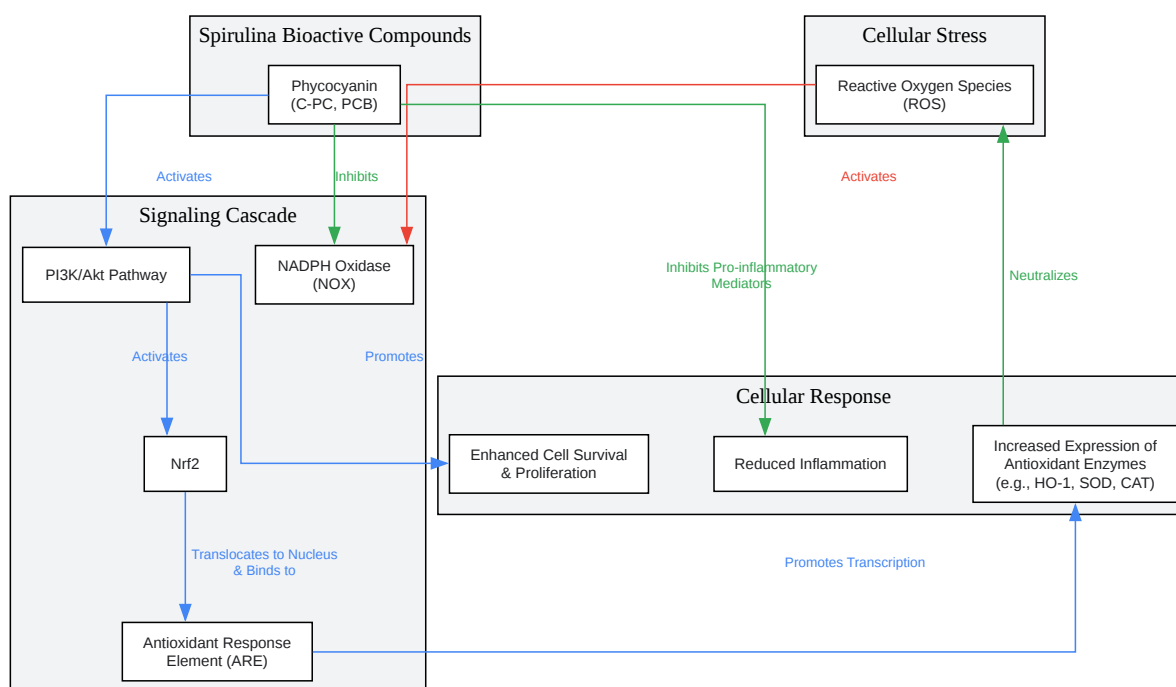 Spirulina Bioactive Compounds
Cellular Stress
Phycocyanin
(C-PC, PCB)
Reactive Oxygen Species
(ROS)
Activates
Inhibits
Activates
Signaling Cascade
PI3K/Akt Pathway
NADPH Oxidase
(NOX)
Inhibits Pro-inflammatory
Mediators
Neutralizes
Activates
Promotes
Cellular Response
Nrf2
Enhanced Cell Survival
& Proliferation
Reduced Inflammation
Increased Expression of
Antioxidant Enzymes
(e.g., HO-1, SOD, CAT)
Translocates to Nucleus
& Binds to
Promotes Transcription
Antioxidant Response
Element (ARE)